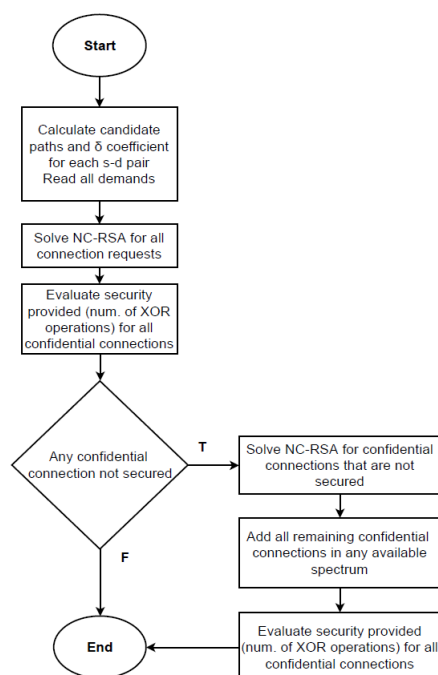 Start
Calculate candidate
paths and δ coefficient
for each s-d pair
Read all demands
Solve NC-RSA for all
connection requests
Evaluate security
provided (num. of XOR
operations) for all
confidential connections
Any confidential
connection not secured
T
F
Solve NC-RSA for confidential
connections that are not
secured
Add all remaining confidential
connections in any available
spectrum
Evaluate security provided
(num. of XOR operations) for all
confidential connections
End